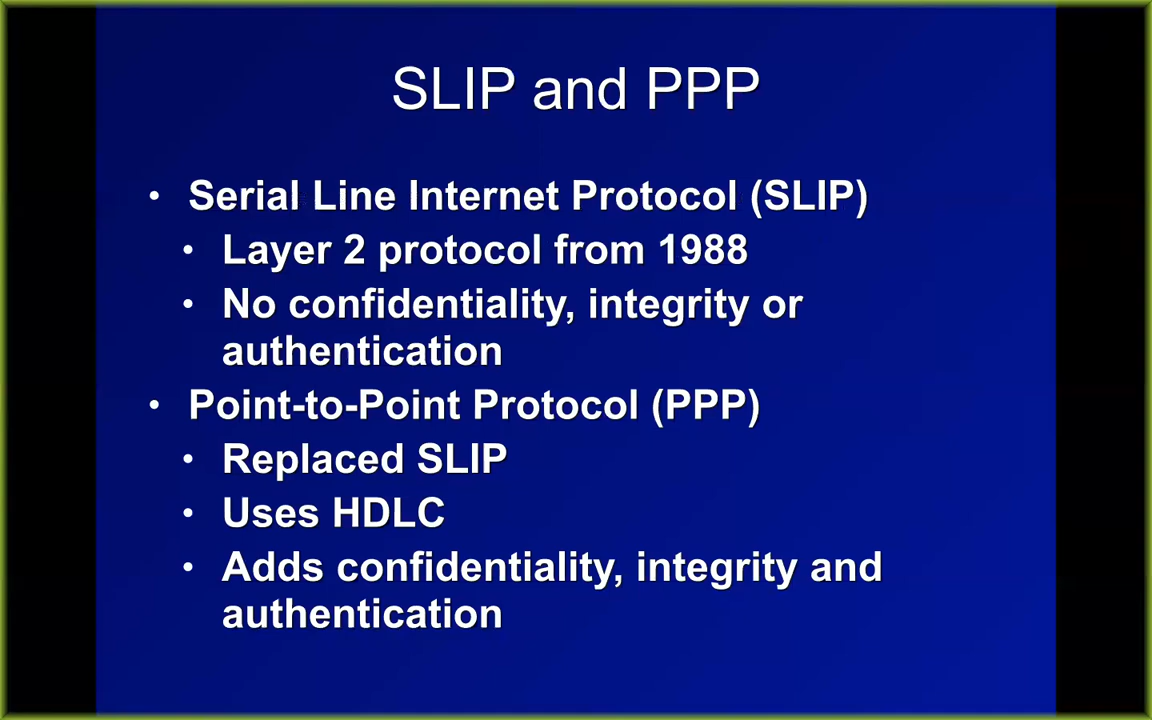 SLIP and PPP
• Serial Line Internet Protocol (SLIP)
• Layer 2 protocol from 1988
• No confidentiality, integrity or
authentication
• Point-to-Point Protocol (PPP)
• Replaced SLIP
• Uses HDLC
• Adds confidentiality, integrity and
authentication